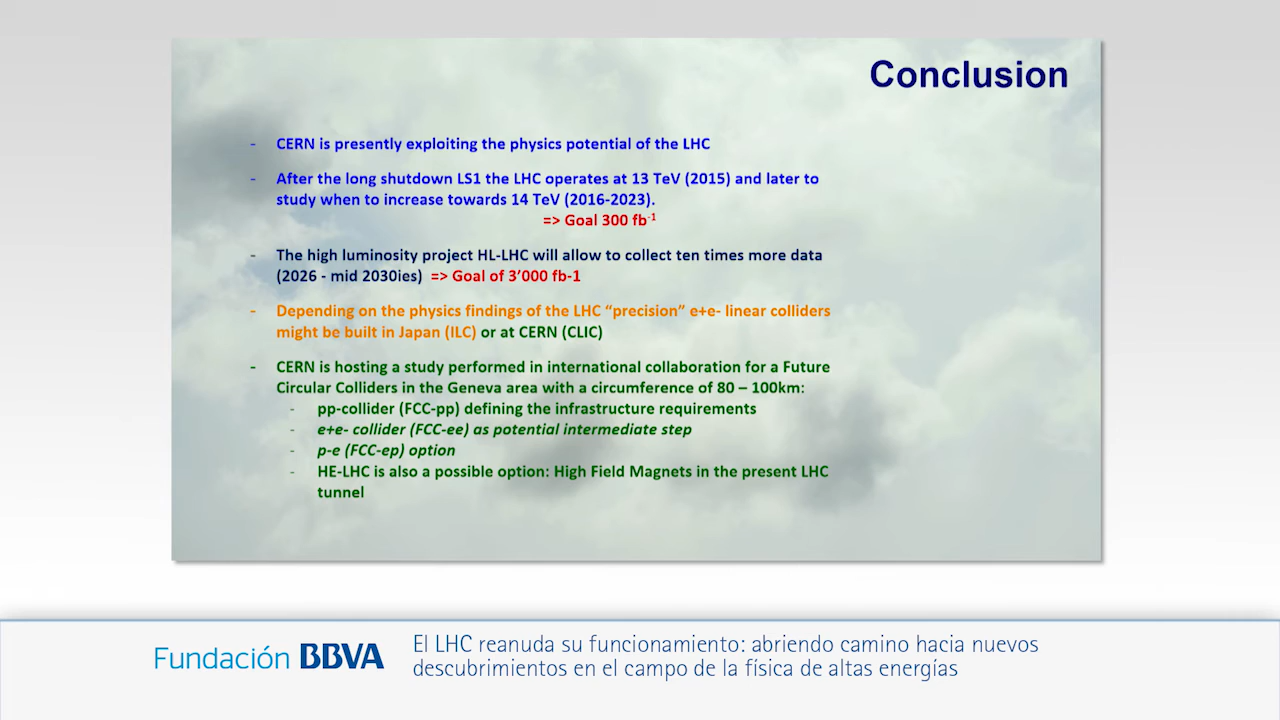 Conclusion
- CERN is presently exploiting the physics potential of the LHC
- After the long shutdown LS1 the LHC operates at 13 TeV (2015) and later to
study when to increase towards 14 TeV (2016-2023).
=> Goal 300 fb-1
- The high luminosity project HL-LHC will allow to collect ten times more data
(2026 - mid 2030ies) => Goal of 3’000 fb-1
- Depending on the physics findings of the LHC “precision” e+e- linear colliders
might be built in Japan (ILC) or at CERN (CLIC)
- CERN is hosting a study performed in international collaboration for a Future
Circular Colliders in the Geneva area with a circumference of 80 – 100km:
- pp-collider (FCC-pp) defining the infrastructure requirements
- e+e- collider (FCC-ee) as potential intermediate step
- p-e (FCC-ep) option
- HE-LHC is also a possible option: High Field Magnets in the present LHC
tunnel
Fundación BBVA
El LHC reanuda su funcionamiento: abriendo camino hacia nuevos
descubrimientos en el campo de la física de altas energías